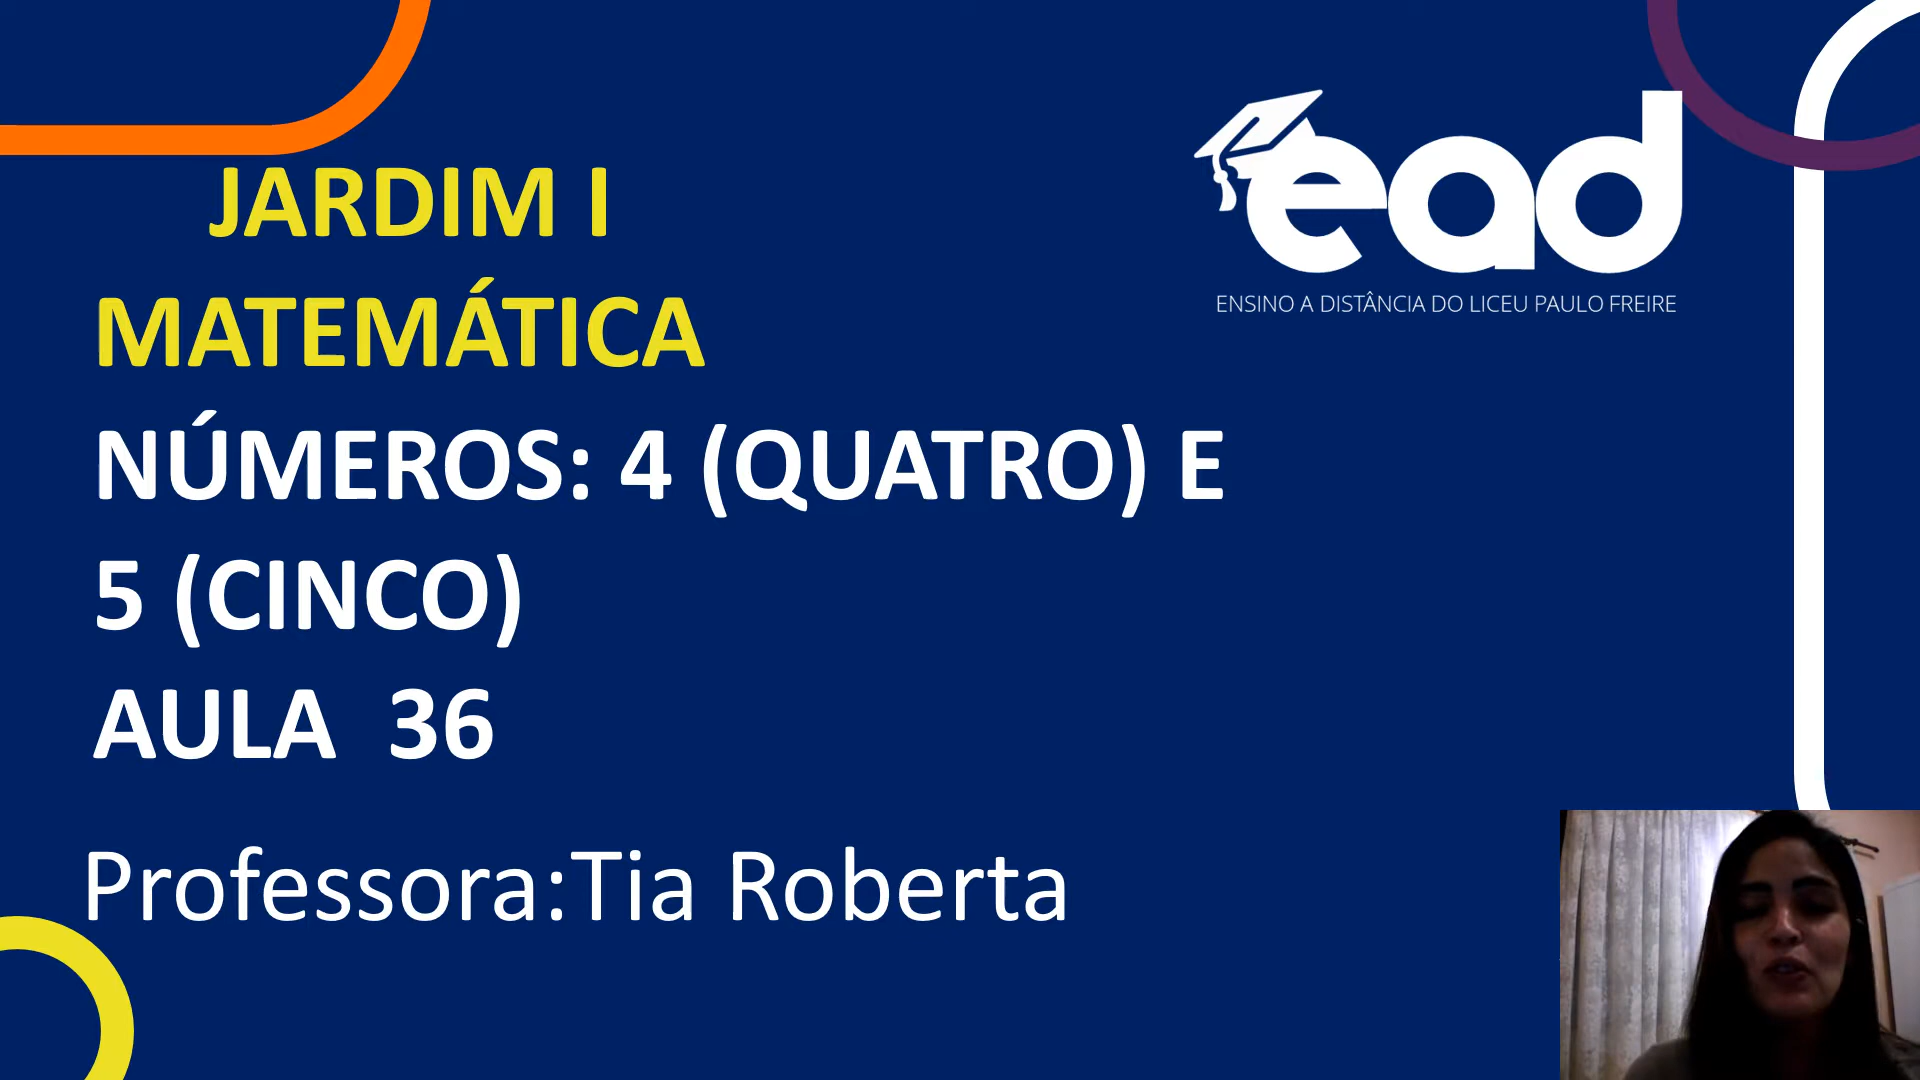 JARDIM I
MATEMÁTICA
NÚMEROS: 4 (QUATRO) E
5 (CINCO)
AULA 36
Professora:Tia Roberta
ead
ENSINO A DISTÂNCIA DO LICEU PAULO FREIRE